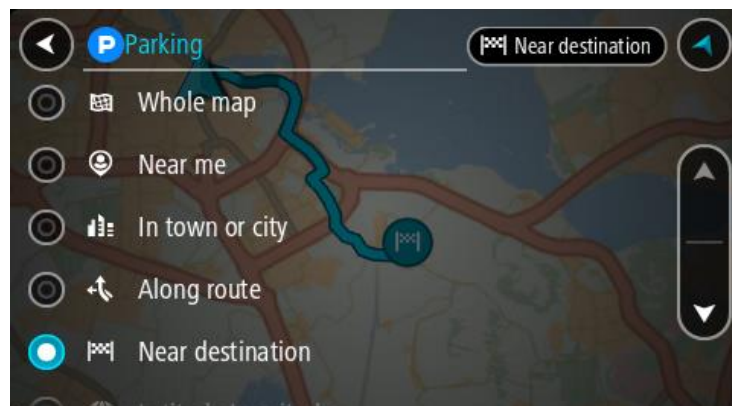 P Parking
Near destination
Whole map
Near me
In town or city
Along route
Near destination